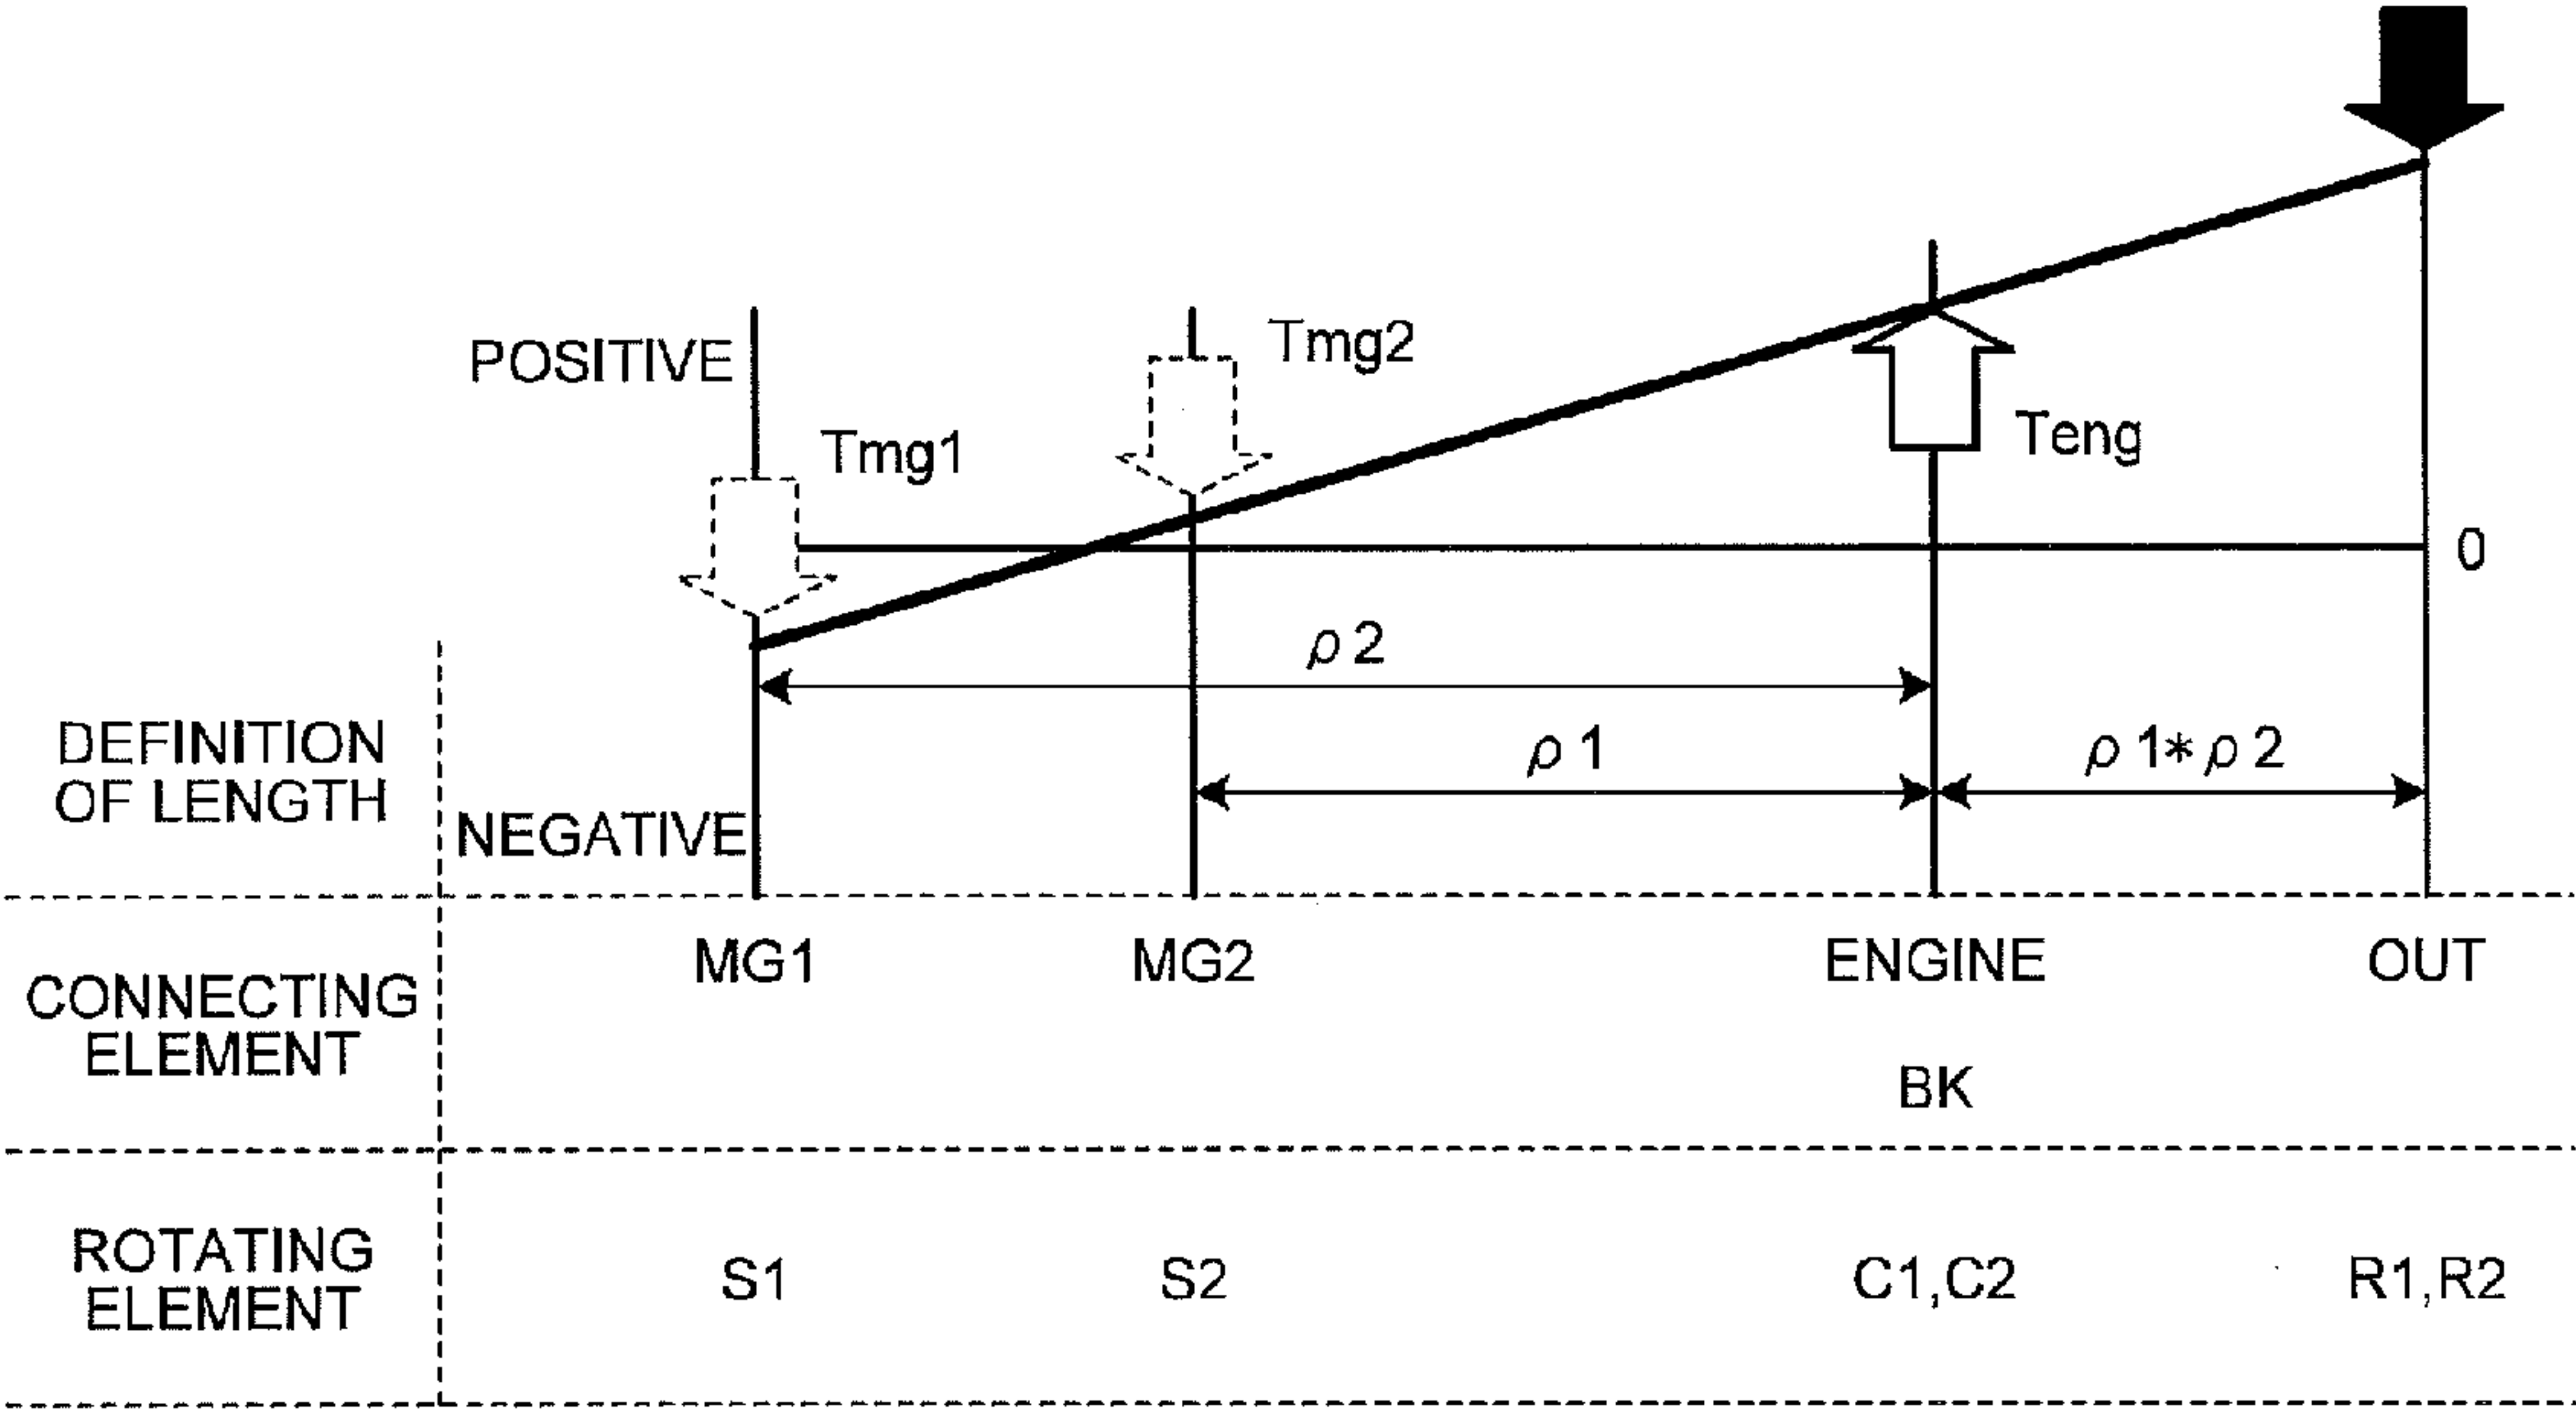 POSITIVE
Tmg1
Tmg2
Teng
0
ρ2
DEFINITION
OF LENGTH
ρ1
ρ1*ρ2
NEGATIVE
CONNECTING
ELEMENT
MG1
MG2
ENGINE
OUT
BK
ROTATING
ELEMENT
S1
S2
C1,C2
R1,R2